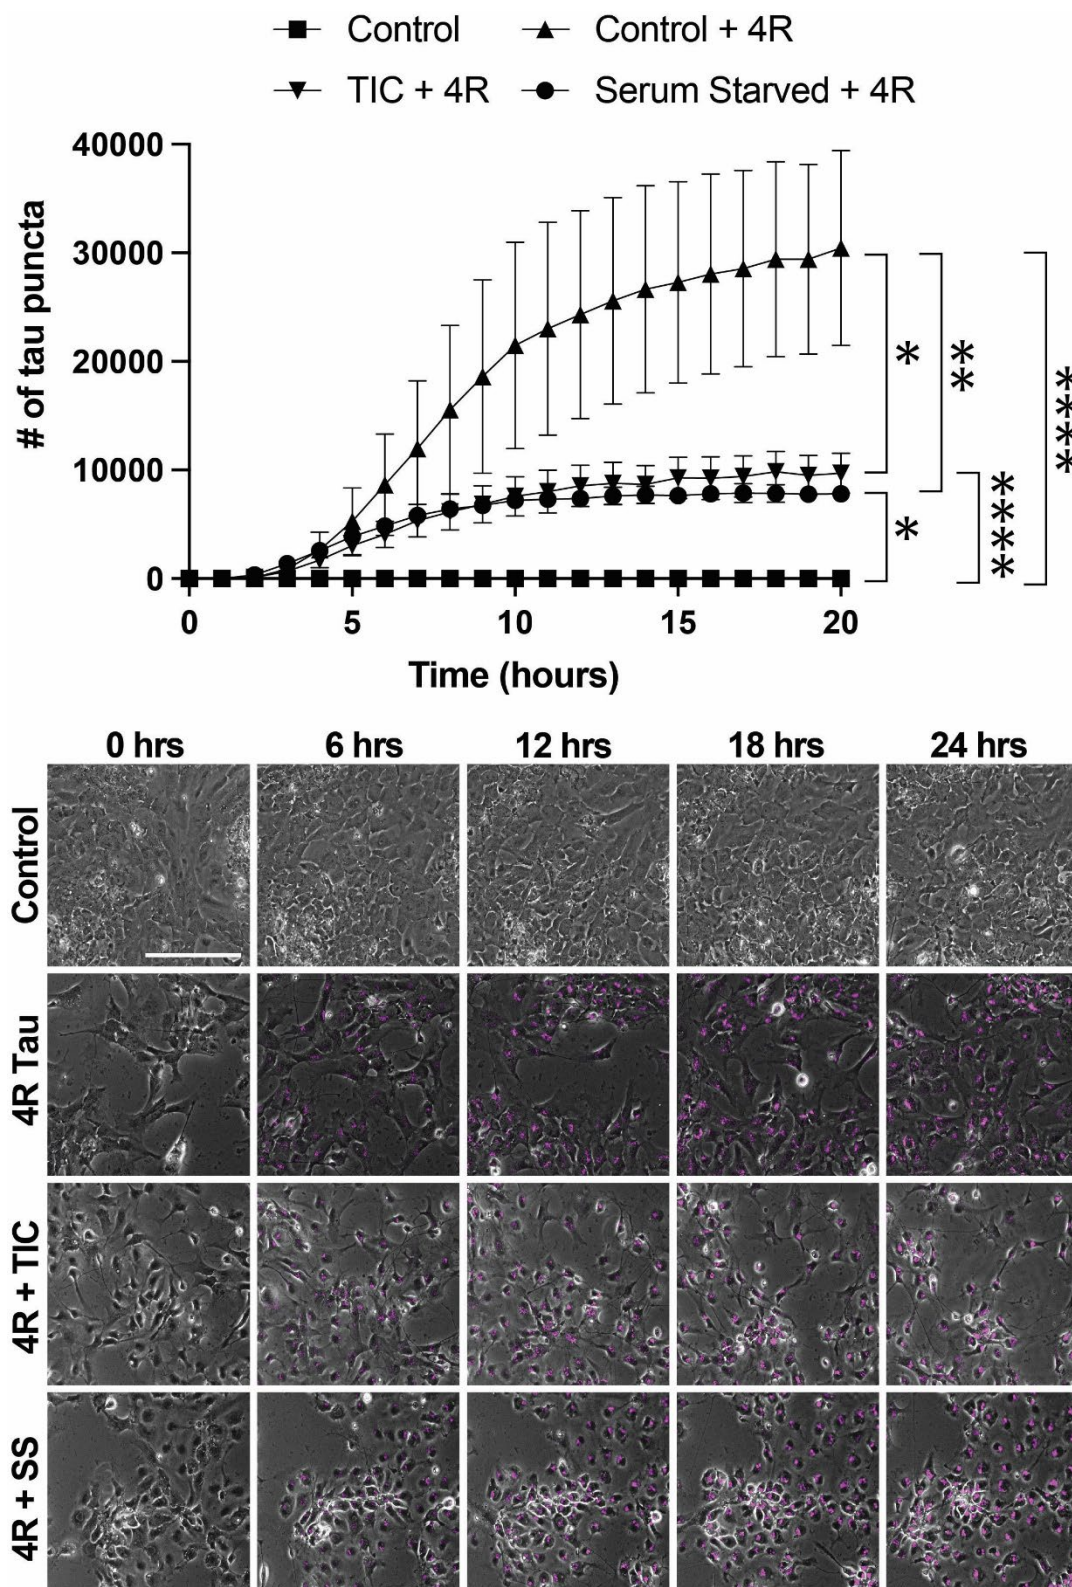 Control
Control + 4R
TIC + 4R
Serum Starved + 4R
# of tau puncta
40000
30000
20000
10000
0
0
5
10
15
20
Time (hours)
*
**
****
*
****
0 hrs
6 hrs
12 hrs
18 hrs
24 hrs
Control
4R Tau
4R + TIC
4R + SS